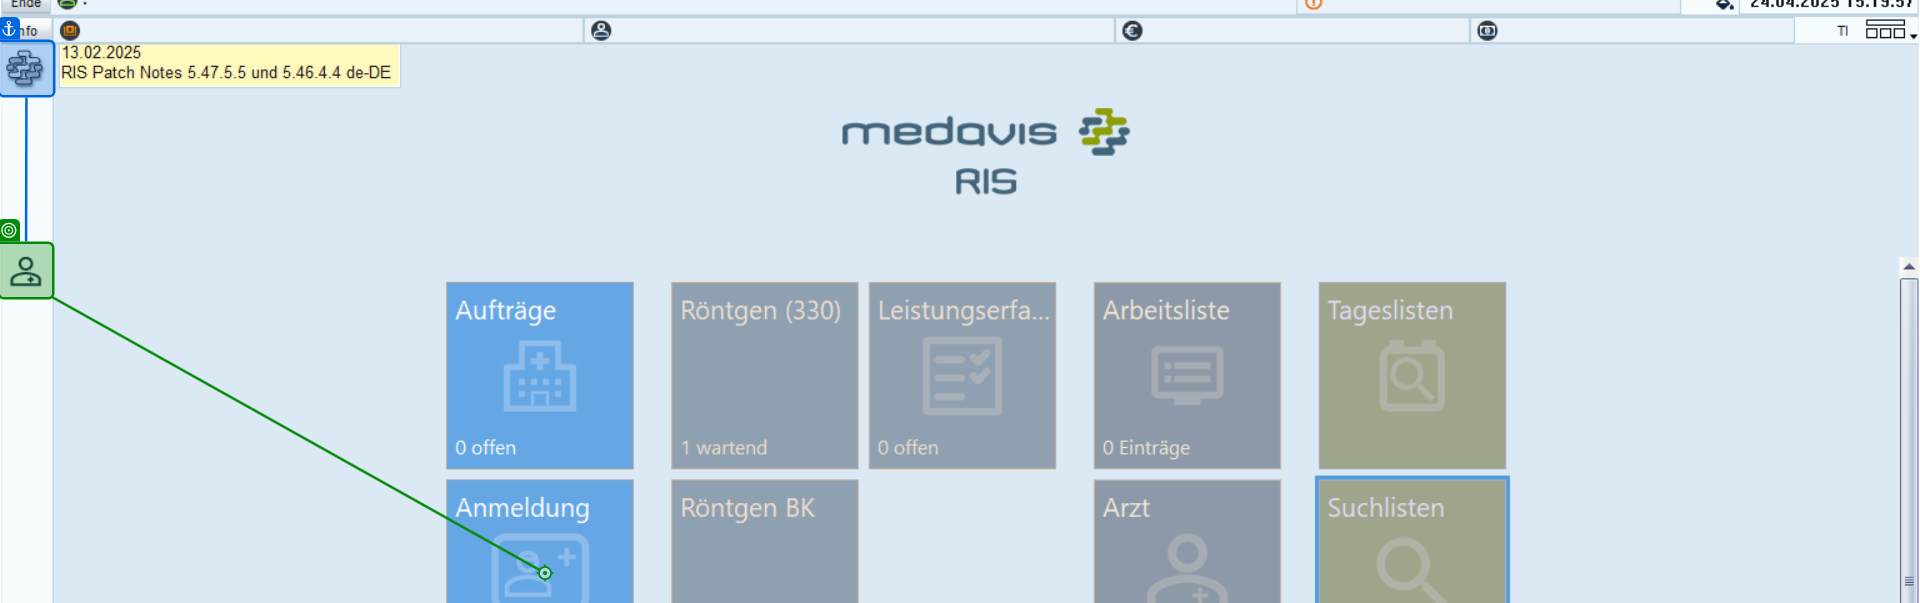 Ende
24.04.2025 15:19:57
nfo
TI
13.02.2025
RIS Patch Notes 5.47.5.5 und 5.46.4.4 de-DE
medavis
RIS
Aufträge
0 offen
Röntgen (330)
1 wartend
Leistungserfa...
0 offen
Arbeitsliste
0 Einträge
Tageslisten
Anmeldung
Röntgen BK
Arzt
Suchlisten